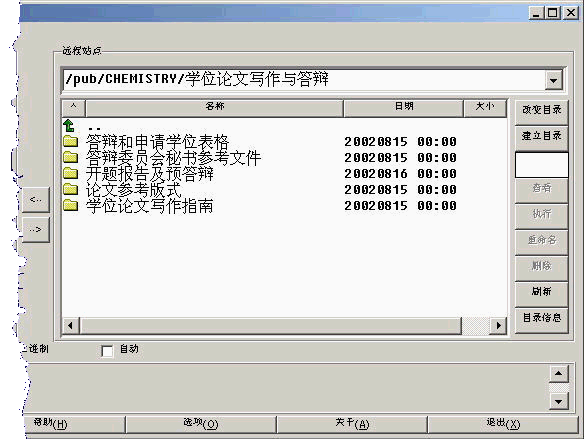 远程站点
/pub/CHEMISTRY/学位论文写作与答辩
^ 名称 日期 大小
..
答辩和申请学位表格 20020815 00:00
答辩委员会秘书参考文件 20020815 00:00
开题报告及预答辩 20020816 00:00
论文参考版式 20020815 00:00
学位论文写作指南 20020815 00:00
改变目录
建立目录
查看
执行
重命名
删除
刷新
目录信息
<--
-->
进制 自动
帮助(H) 选项(O) 关于(A) 退出(X)